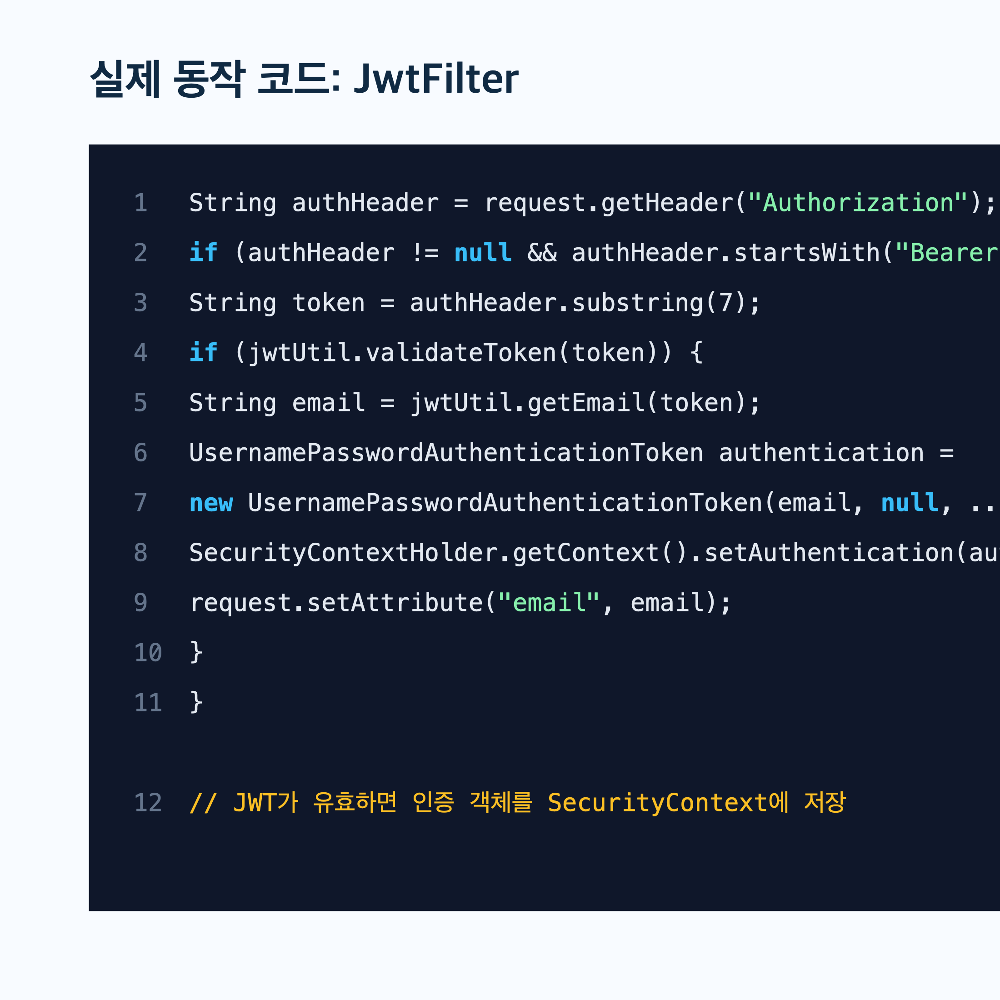 실제 동작 코드: JwtFilter
1 String authHeader = request.getHeader("Authorization");
2 if (authHeader != null && authHeader.startsWith("Bearer
3 String token = authHeader.substring(7);
4 if (jwtUtil.validateToken(token)) {
5 String email = jwtUtil.getEmail(token);
6 UsernamePasswordAuthenticationToken authentication =
7 new UsernamePasswordAuthenticationToken(email, null, ..
8 SecurityContextHolder.getContext().setAuthentication(au
9 request.setAttribute("email", email);
10 }
11 }
12 // JWT가 유효하면 인증 객체를 SecurityContext에 저장